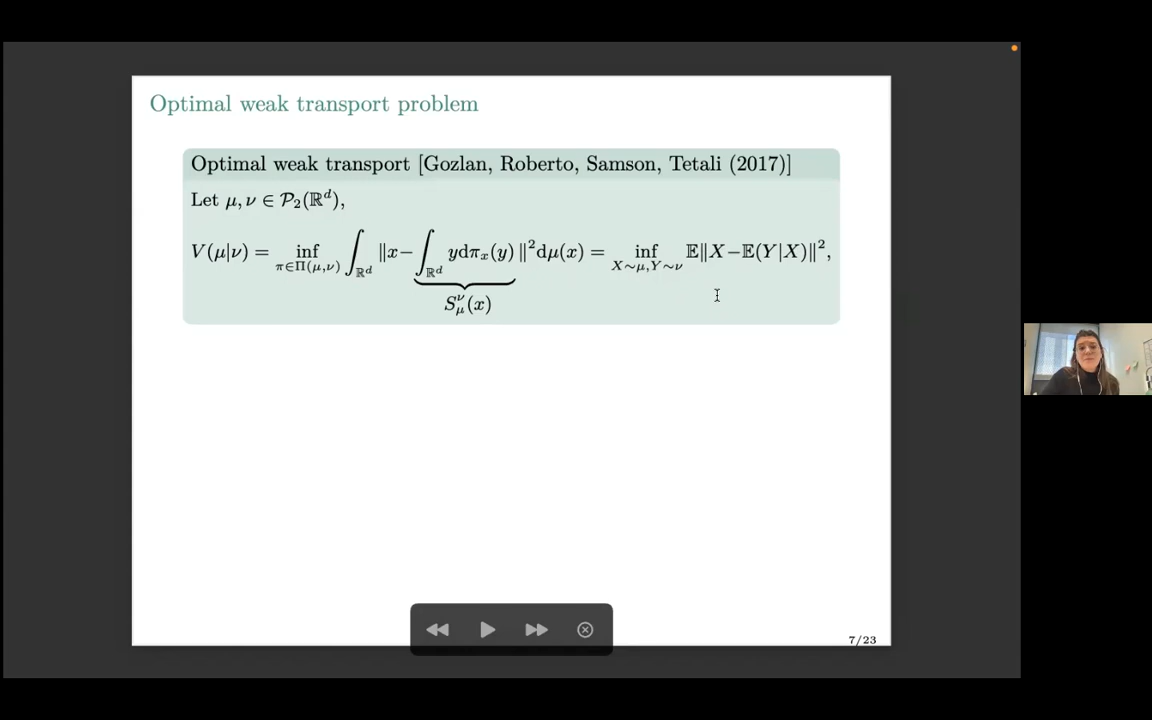 Optimal weak transport problem
Optimal weak transport [Gozlan, Roberto, Samson, Tetali (2017)]
Let μ, ν ∈ 𝒫₂(ℝᵈ),
V(μ|ν) = inf_{π∈Π(μ,ν)} ∫_{ℝᵈ} ‖x − ∫_{ℝᵈ} y dπₓ(y) ‖² dμ(x) = inf_{X∼μ,Y∼ν} 𝔼‖X−𝔼(Y|X)‖²,
S^ν_μ(x)
7/23